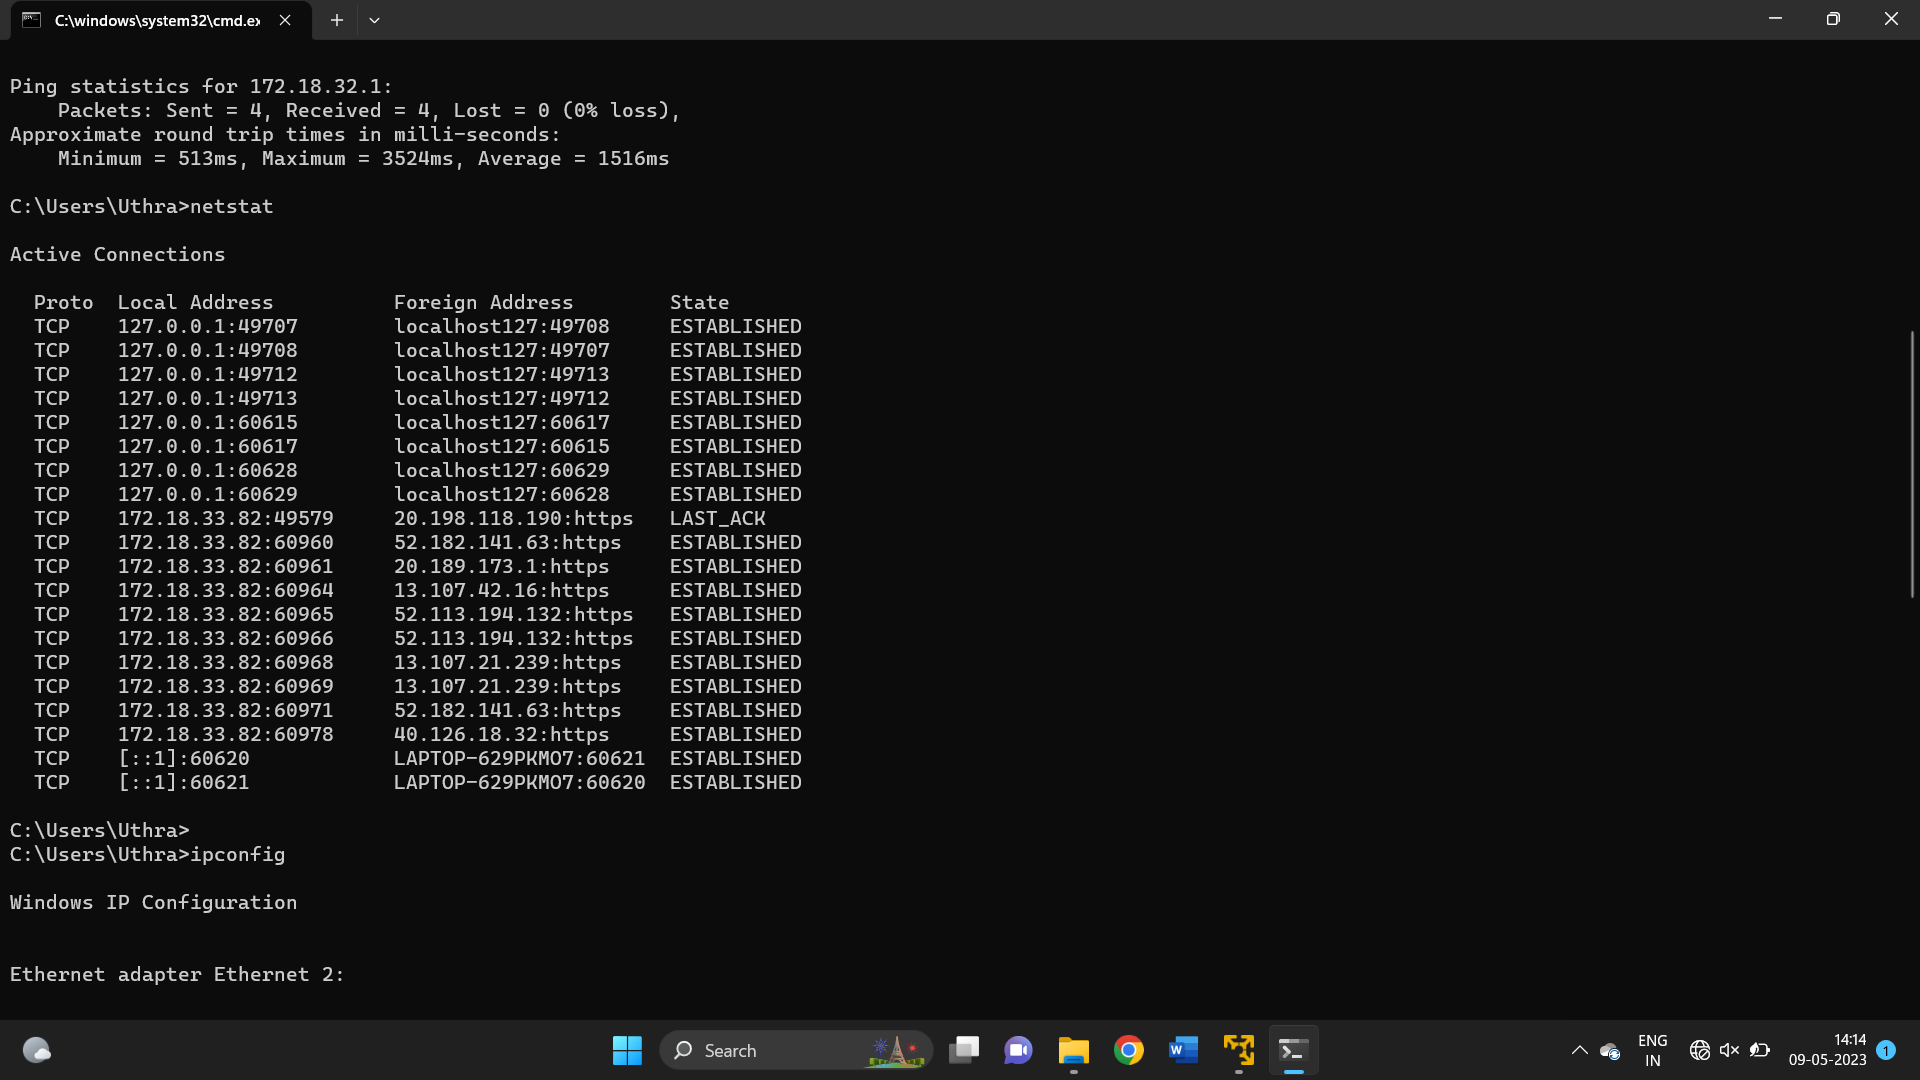 C:\windows\system32\cmd.ex
Ping statistics for 172.18.32.1:
    Packets: Sent = 4, Received = 4, Lost = 0 (0% loss),
Approximate round trip times in milli-seconds:
    Minimum = 513ms, Maximum = 3524ms, Average = 1516ms
C:\Users\Uthra>netstat
Active Connections
  Proto  Local Address          Foreign Address        State
  TCP    127.0.0.1:49707        localhost127:49708     ESTABLISHED
  TCP    127.0.0.1:49708        localhost127:49707     ESTABLISHED
  TCP    127.0.0.1:49712        localhost127:49713     ESTABLISHED
  TCP    127.0.0.1:49713        localhost127:49712     ESTABLISHED
  TCP    127.0.0.1:60615        localhost127:60617     ESTABLISHED
  TCP    127.0.0.1:60617        localhost127:60615     ESTABLISHED
  TCP    127.0.0.1:60628        localhost127:60629     ESTABLISHED
  TCP    127.0.0.1:60629        localhost127:60628     ESTABLISHED
  TCP    172.18.33.82:49579     20.198.118.190:https   LAST_ACK
  TCP    172.18.33.82:60960     52.182.141.63:https    ESTABLISHED
  TCP    172.18.33.82:60961     20.189.173.1:https     ESTABLISHED
  TCP    172.18.33.82:60964     13.107.42.16:https     ESTABLISHED
  TCP    172.18.33.82:60965     52.113.194.132:https   ESTABLISHED
  TCP    172.18.33.82:60966     52.113.194.132:https   ESTABLISHED
  TCP    172.18.33.82:60968     13.107.21.239:https    ESTABLISHED
  TCP    172.18.33.82:60969     13.107.21.239:https    ESTABLISHED
  TCP    172.18.33.82:60971     52.182.141.63:https    ESTABLISHED
  TCP    172.18.33.82:60978     40.126.18.32:https     ESTABLISHED
  TCP    [::1]:60620            LAPTOP-629PKMO7:60621  ESTABLISHED
  TCP    [::1]:60621            LAPTOP-629PKMO7:60620  ESTABLISHED
C:\Users\Uthra>
C:\Users\Uthra>ipconfig
Windows IP Configuration
Ethernet adapter Ethernet 2:
Search
W
ENG
IN
14:14
09-05-2023
1